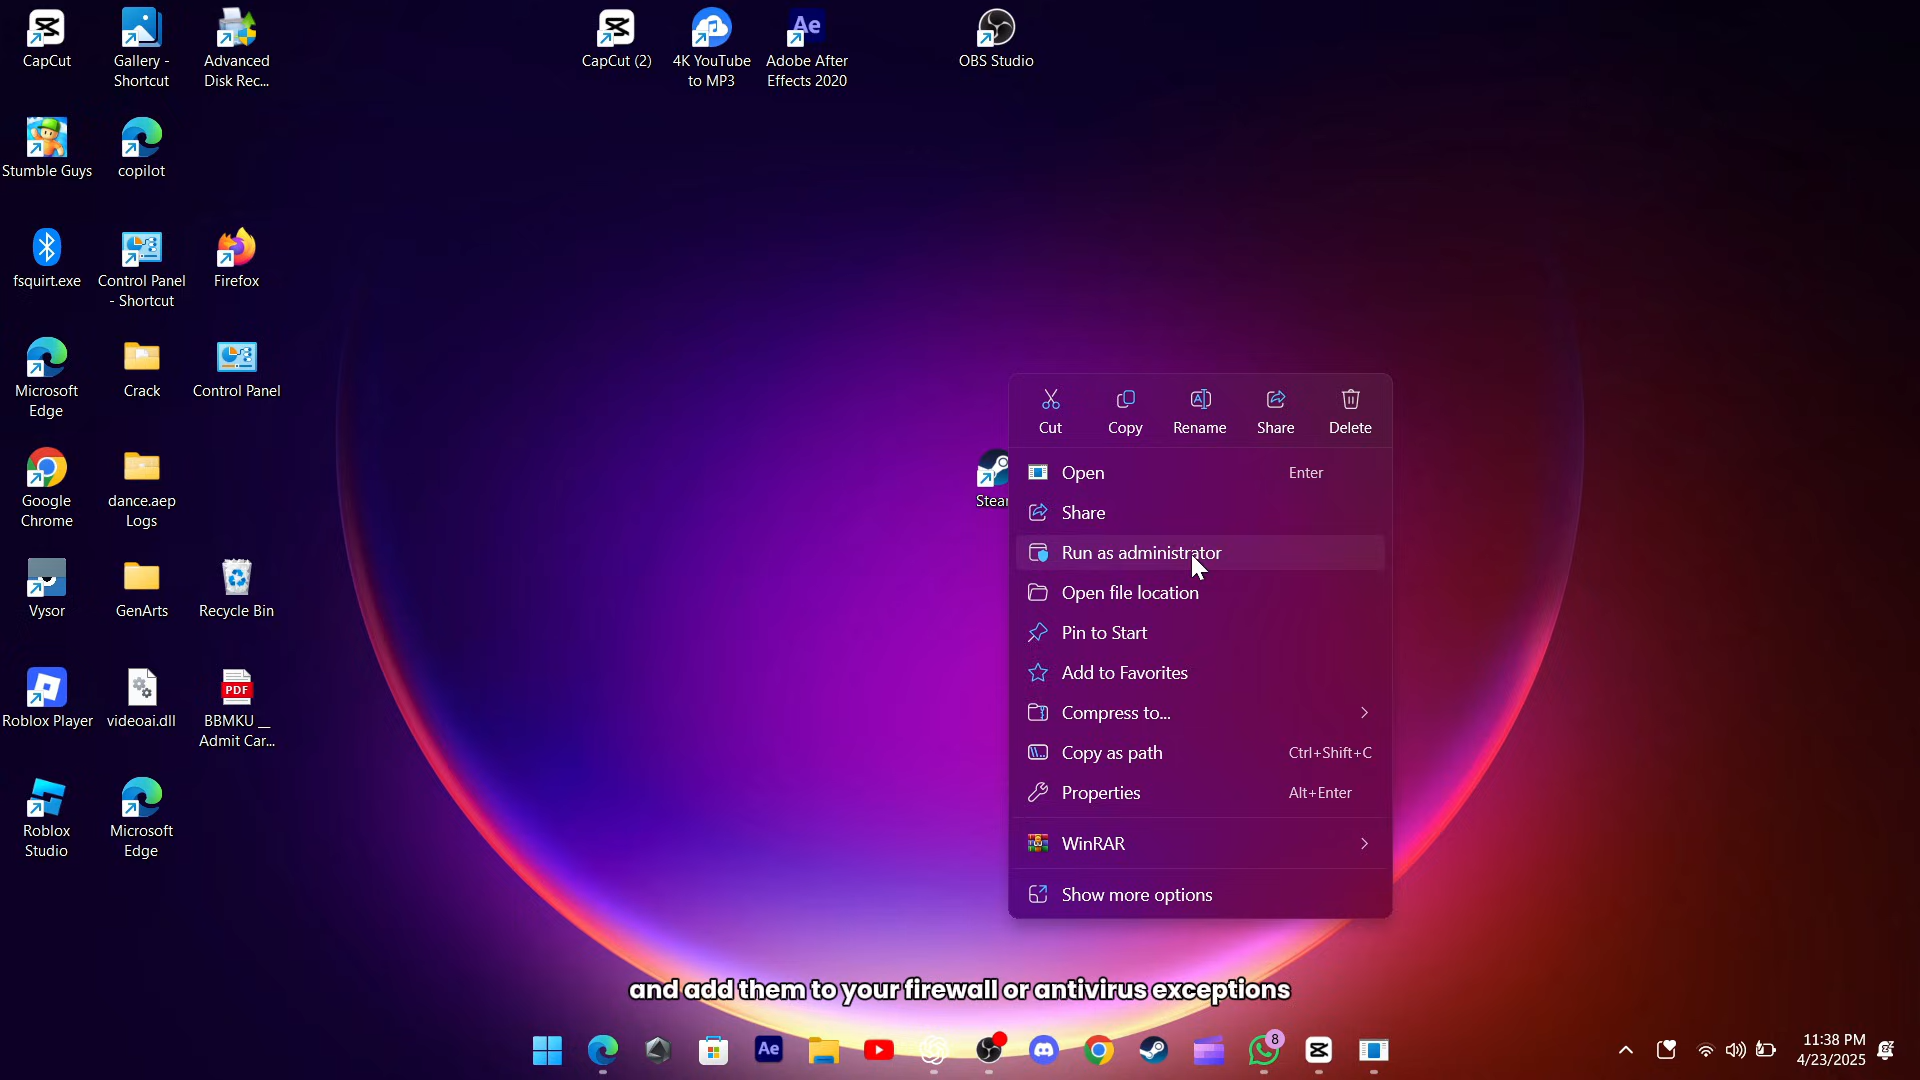 CapCut
Gallery -
Shortcut
Advanced
Disk Rec...
CapCut (2)
4K YouTube
to MP3
Ae
Adobe After
Effects 2020
OBS Studio
Stumble Guys
copilot
fsquirt.exe
Control Panel
- Shortcut
Firefox
Microsoft
Edge
Crack
Control Panel
Google
Chrome
dance.aep
Logs
Vysor
GenArts
Recycle Bin
Roblox Player
videoai.dll
PDF
BBMKU __
Admit Car...
Roblox
Studio
Microsoft
Edge
Stear
Cut
Copy
Rename
Share
Delete
Open Enter
Share
Run as administrator
Open file location
Pin to Start
Add to Favorites
Compress to...
Copy as path Ctrl+Shift+C
Properties Alt+Enter
WinRAR
Show more options
and add them to your firewall or antivirus exceptions
Ae
8
11:38 PM
4/23/2025